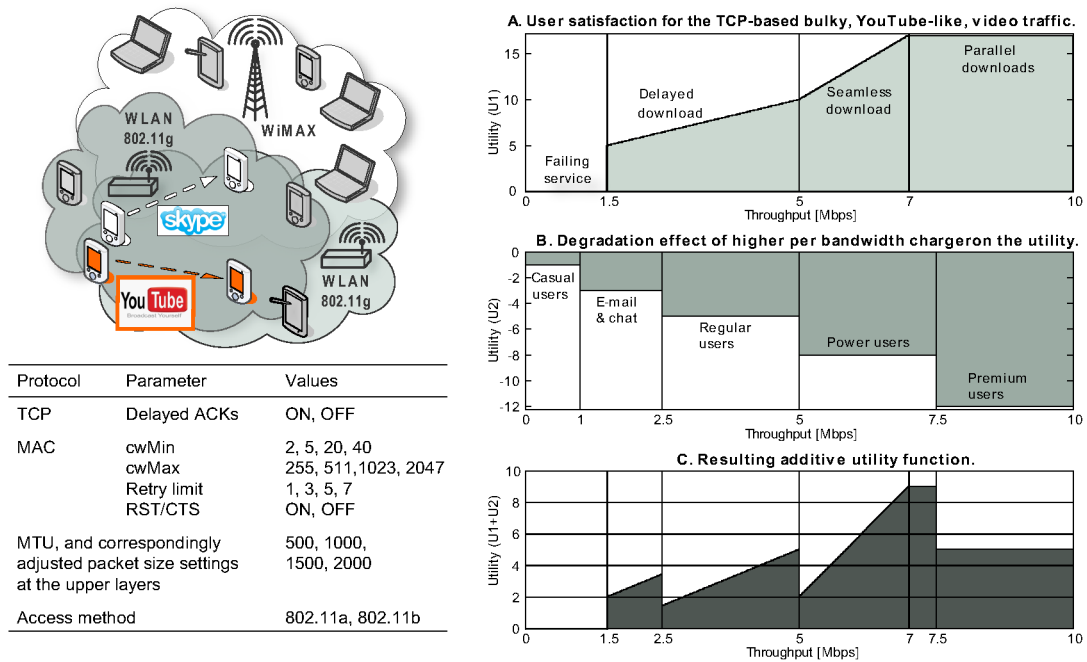 WLAN
802.11g
WiMAX
skype
YouTube
Broadcast Yourself
WLAN
802.11g
Protocol Parameter Values
TCP Delayed ACKs ON, OFF
MAC cwMin 2, 5, 20, 40
cwMax 255, 511,1023, 2047
Retry limit 1, 3, 5, 7
RST/CTS ON, OFF
MTU, and correspondingly 500, 1000,
adjusted packet size settings 1500, 2000
at the upper layers
Access method 802.11a, 802.11b
A. User satisfaction for the TCP-based bulky, YouTube-like, video traffic.
Utility (U1)
15
10
5
0
Failing
service
Delayed
download
Seamless
download
Parallel
downloads
0 1.5 5 7 10
Throughput [Mbps]
B. Degradation effect of higher per bandwidth chargeron the utility.
Utility (U2)
0
-2
-4
-6
-8
-10
-12
Casual
users
E-mail
& chat
Regular
users
Power users
Premium
users
0 1 2.5 5 7.5 10
Throughput [Mbps]
C. Resulting additive utility function.
Utility (U1+U2)
10
8
6
4
2
0
0 1.5 2.5 5 7 7.5 10
Throughput [Mbps]